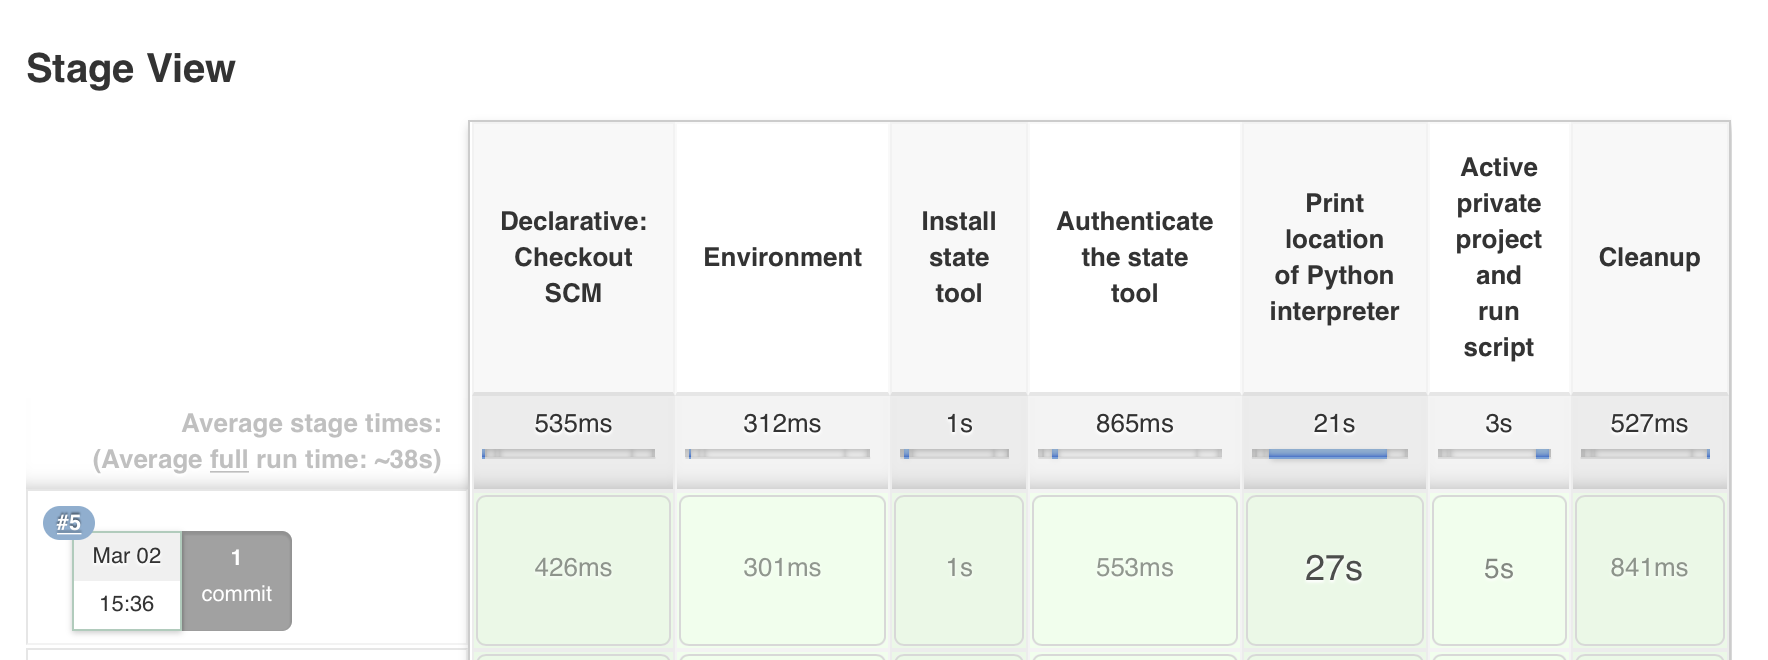 Stage View
Declarative:
Checkout
SCM
Environment
Install
state
tool
Authenticate
the state
tool
Print
location
of Python
interpreter
Active
private
project
and
run
script
Cleanup
Average stage times:
(Average full run time: ~38s)
535ms
312ms
1s
865ms
21s
3s
527ms
#5
Mar 02
15:36
1
commit
426ms
301ms
1s
553ms
27s
5s
841ms